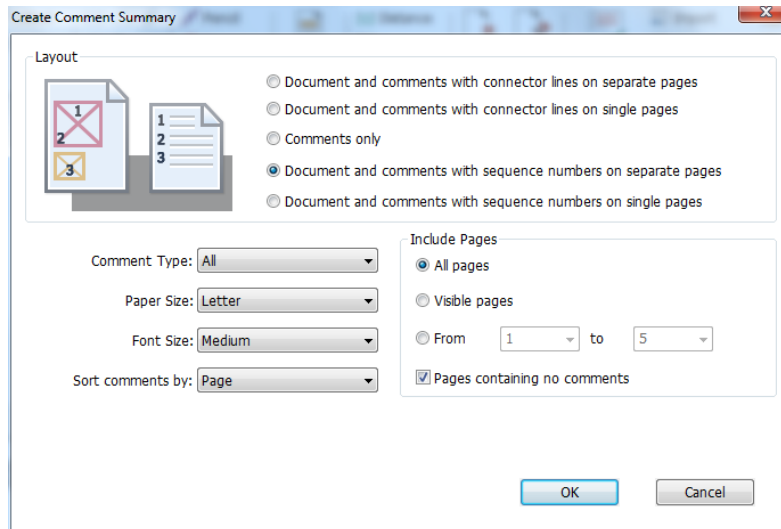 Create Comment Summary
Pencil
Distance
Import
Layout
1
2
3
1
2
3
Document and comments with connector lines on separate pages
Document and comments with connector lines on single pages
Comments only
Document and comments with sequence numbers on separate pages
Document and comments with sequence numbers on single pages
Comment Type: All
Paper Size: Letter
Font Size: Medium
Sort comments by: Page
Include Pages
All pages
Visible pages
From 1 to 5
Pages containing no comments
OK Cancel